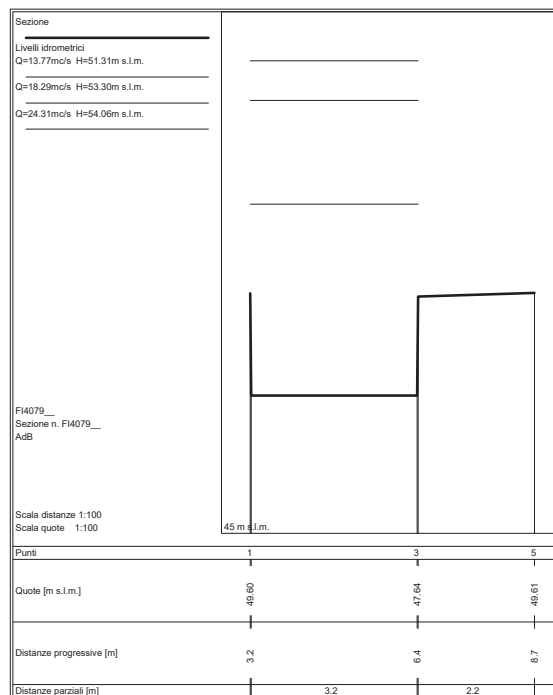 Sezione
Livelli idrometrici
Q=13.77mc/s H=51.31m s.l.m.
Q=18.29mc/s H=53.30m s.l.m.
Q=24.31mc/s H=54.06m s.l.m.
FI4079__
Sezione n. FI4079__
AdB
Scala distanze 1:100
Scala quote 1:100
45 m s.l.m.
Punti 1 3 5
Quote [m s.l.m.] 49.60 47.64 49.61
Distanze progressive [m] 3.2 6.4 8.7
Distanze parziali [m] 3.2 2.2